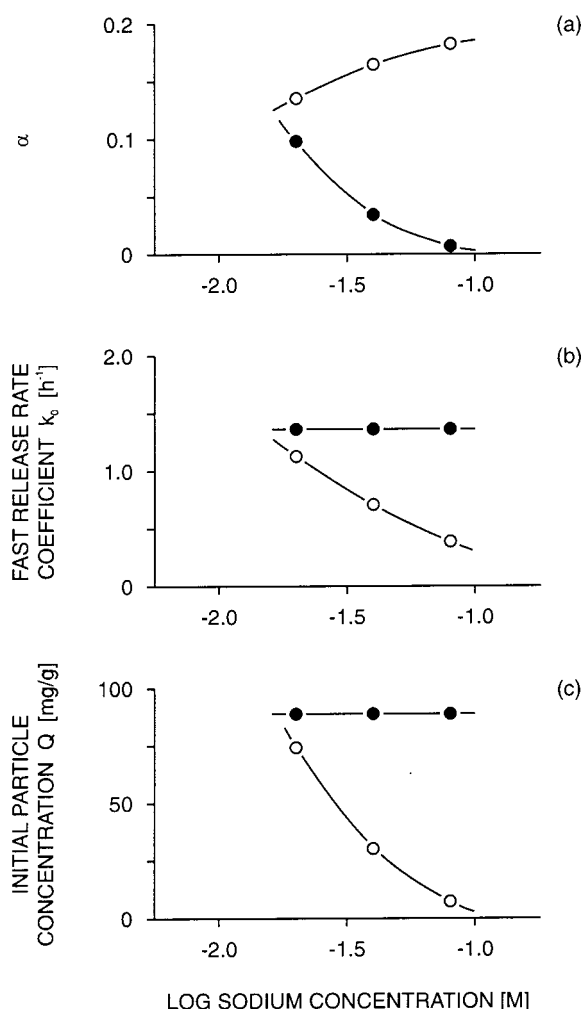 (a)
0.2
0.1
0
α
-2.0 -1.5 -1.0
(b)
2.0
1.0
0
FAST RELEASE RATE
COEFFICIENT kₒ [h⁻¹]
-2.0 -1.5 -1.0
(c)
100
50
0
INITIAL PARTICLE
CONCENTRATION Q [mg/g]
-2.0 -1.5 -1.0
LOG SODIUM CONCENTRATION [M]